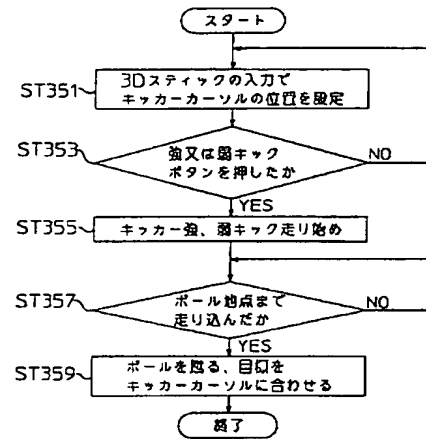 スタート
ST351
3Dスティックの入力で
キッカーカーソルの位置を設定
ST353
強又は弱キック
ボタンを押したか
NO
YES
ST355
キッカー強、弱キック走り始め
ST357
ボール地点まで
走り込んだか
NO
YES
ST359
ボールを蹴る、目標を
キッカーカーソルに合わせる
終了